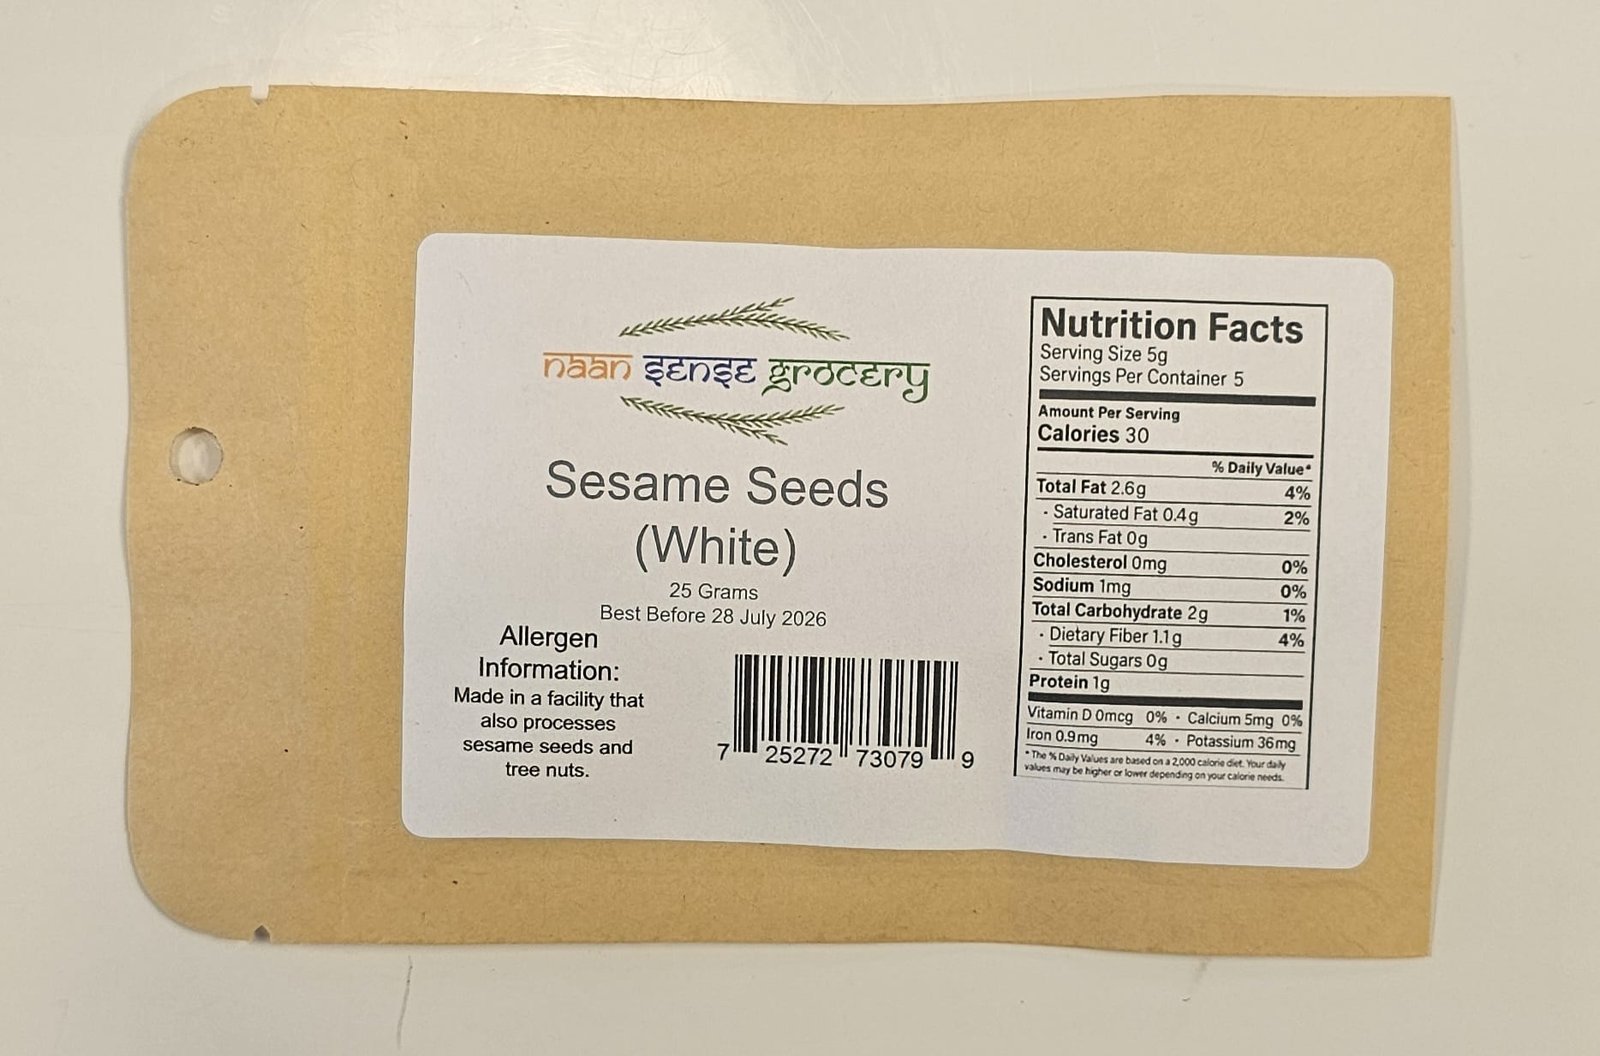 naan sense grocery
Sesame Seeds
(White)
25 Grams
Best Before 28 July 2026
Allergen
Information:
Made in a facility that
also processes
sesame seeds and
tree nuts.
7 25272 73079 9
Nutrition Facts
Serving Size 5g
Servings Per Container 5
Amount Per Serving
Calories 30
% Daily Value*
Total Fat 2.6g 4%
· Saturated Fat 0.4g 2%
· Trans Fat 0g
Cholesterol 0mg 0%
Sodium 1mg 0%
Total Carbohydrate 2g 1%
· Dietary Fiber 1.1g 4%
· Total Sugars 0g
Protein 1g
Vitamin D 0mcg 0% · Calcium 5mg 0%
Iron 0.9mg 4% · Potassium 36mg
*The % Daily Values are based on a 2,000 calorie diet. Your daily
values may be higher or lower depending on your calorie needs.